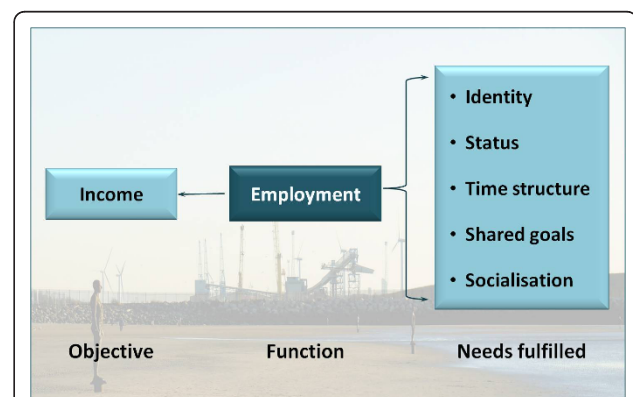 Income
Employment
• Identity
• Status
• Time structure
• Shared goals
• Socialisation
Objective
Function
Needs fulfilled